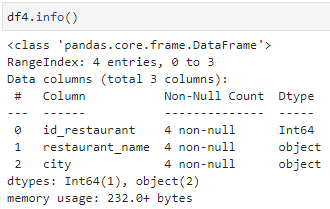 df4.info()
<class 'pandas.core.frame.DataFrame'>
RangeIndex: 4 entries, 0 to 3
Data columns (total 3 columns):
 #   Column           Non-Null Count  Dtype
---  ------           --------------  -----
 0   id_restaurant    4 non-null      Int64
 1   restaurant_name  4 non-null      object
 2   city             4 non-null      object
dtypes: Int64(1), object(2)
memory usage: 232.0+ bytes